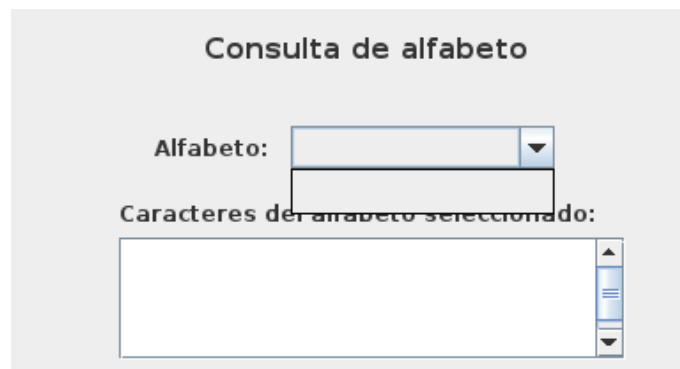 Consulta de alfabeto
Alfabeto:
Caracteres del alfabeto seleccionado: